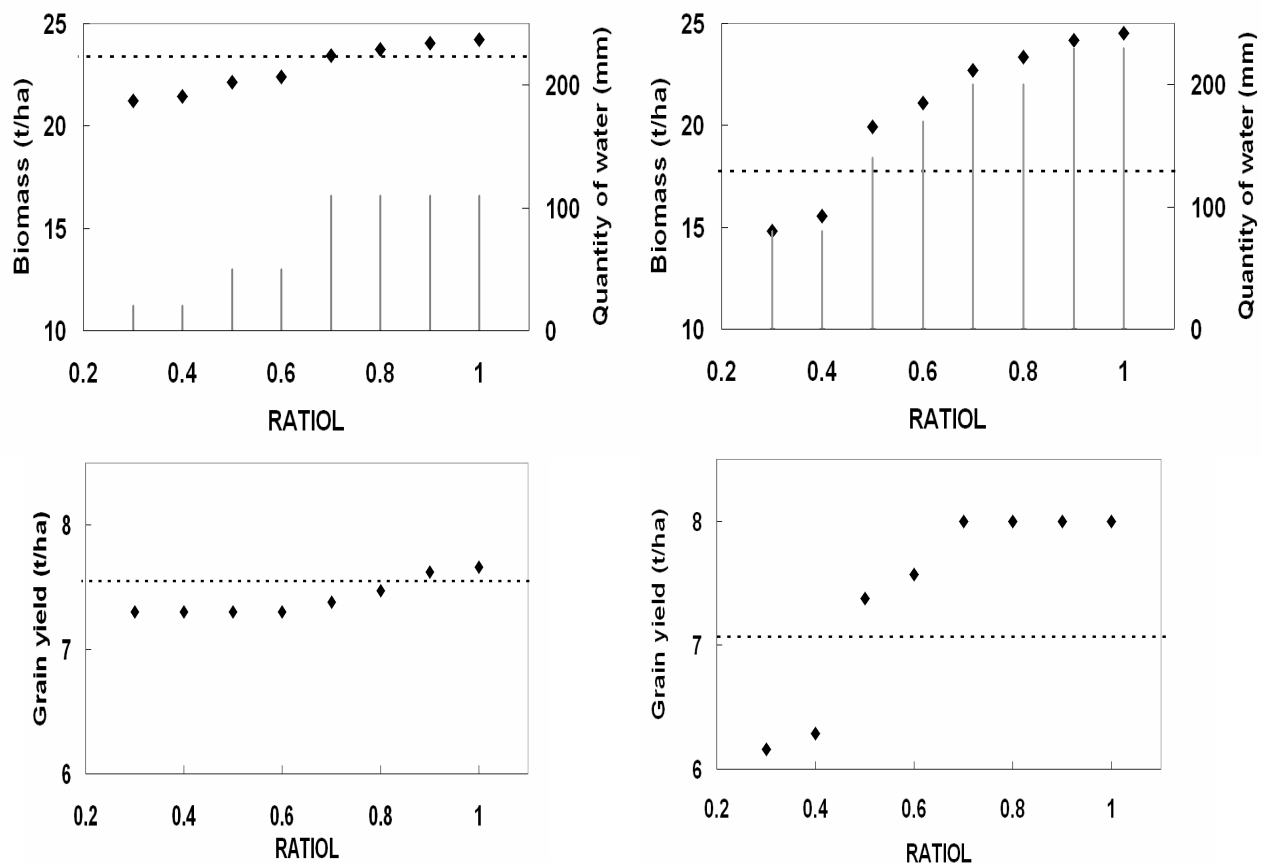 Biomass (t/ha)
25
20
15
10
200
100
0
Quantity of water (mm)
0.2 0.4 0.6 0.8 1
RATIOL
Biomass (t/ha)
25
20
15
10
200
100
0
Quantity of water (mm)
0.2 0.4 0.6 0.8 1
RATIOL
Grain yield (t/ha)
8
7
6
0.2 0.4 0.6 0.8 1
RATIOL
Grain yield (t/ha)
8
7
6
0.2 0.4 0.6 0.8 1
RATIOL